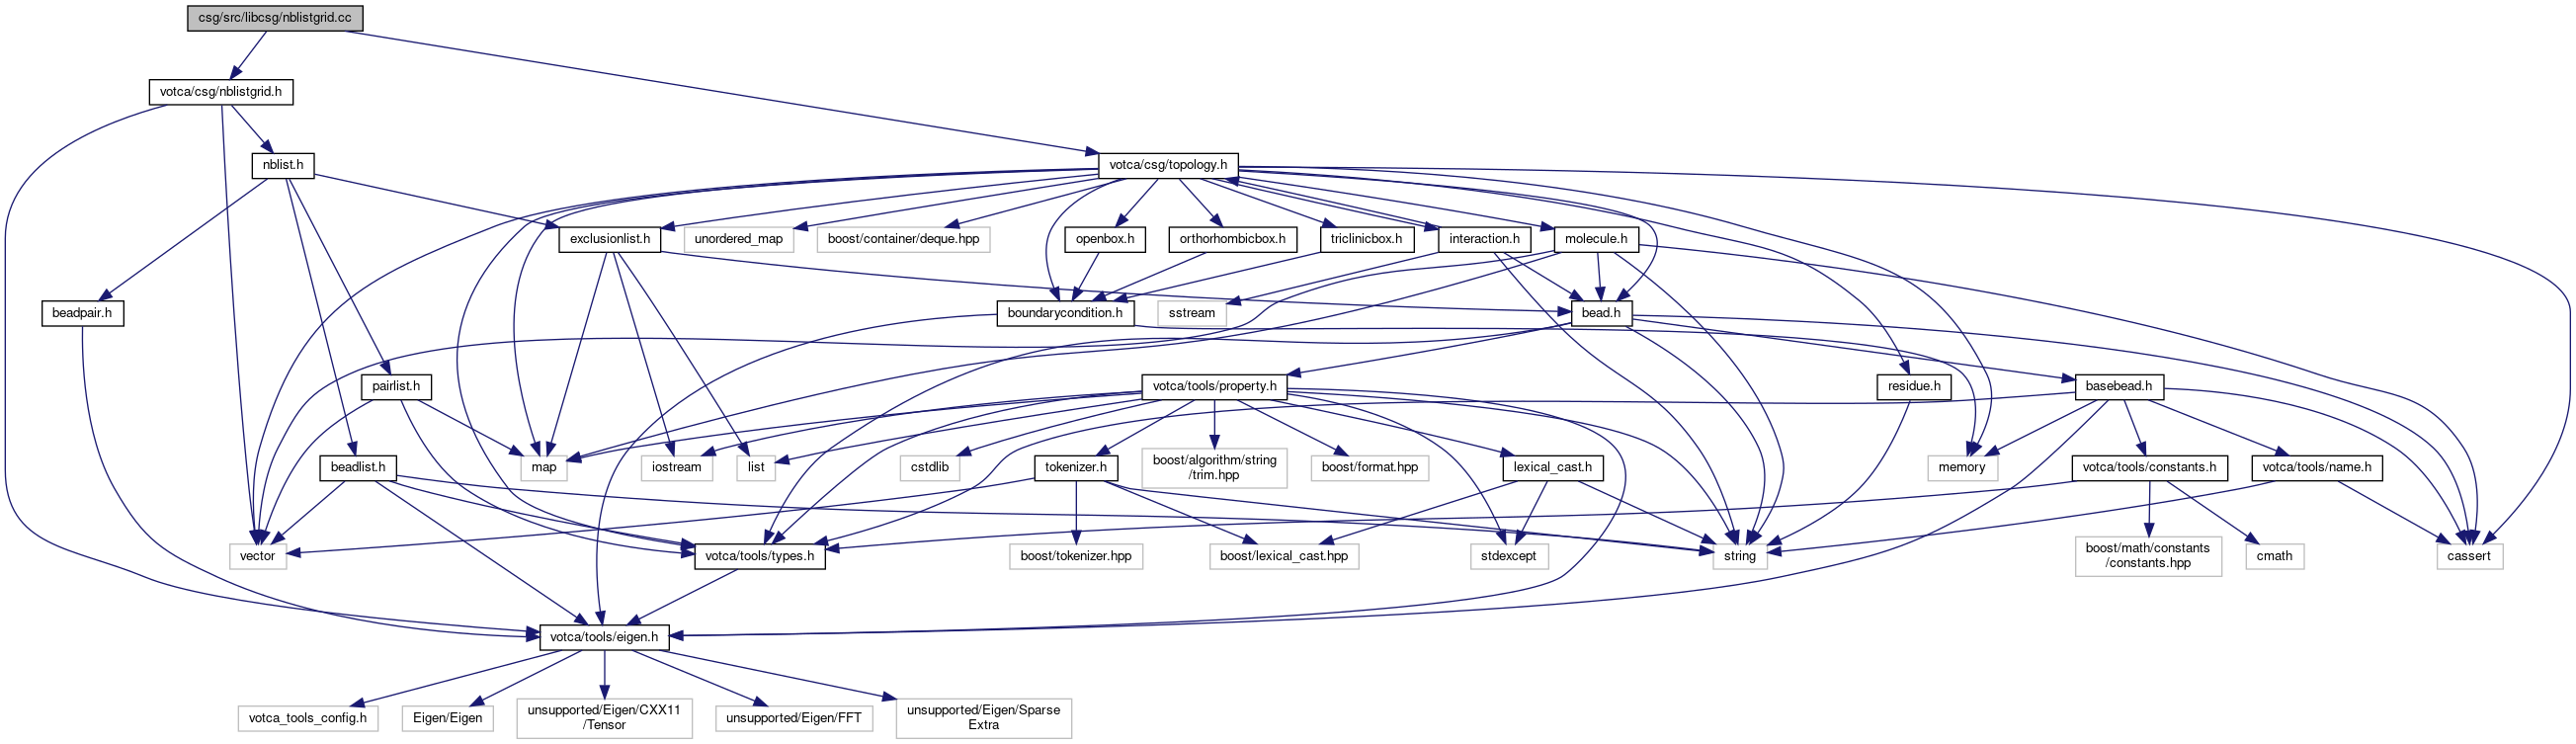 csg/src/libcsg/nblistgrid.cc
votca/csg/nblistgrid.h
nblist.h
votca/csg/topology.h
exclusionlist.h
unordered_map
boost/container/deque.hpp
openbox.h
orthorhombicbox.h
triclinicbox.h
interaction.h
molecule.h
beadpair.h
boundarycondition.h
sstream
bead.h
pairlist.h
votca/tools/property.h
residue.h
basebead.h
beadlist.h
map
iostream
list
cstdlib
tokenizer.h
boost/algorithm/string
/trim.hpp
boost/format.hpp
lexical_cast.h
memory
votca/tools/constants.h
votca/tools/name.h
vector
votca/tools/types.h
boost/tokenizer.hpp
boost/lexical_cast.hpp
stdexcept
string
boost/math/constants
/constants.hpp
cmath
cassert
votca/tools/eigen.h
votca_tools_config.h
Eigen/Eigen
unsupported/Eigen/CXX11
/Tensor
unsupported/Eigen/FFT
unsupported/Eigen/Sparse
Extra